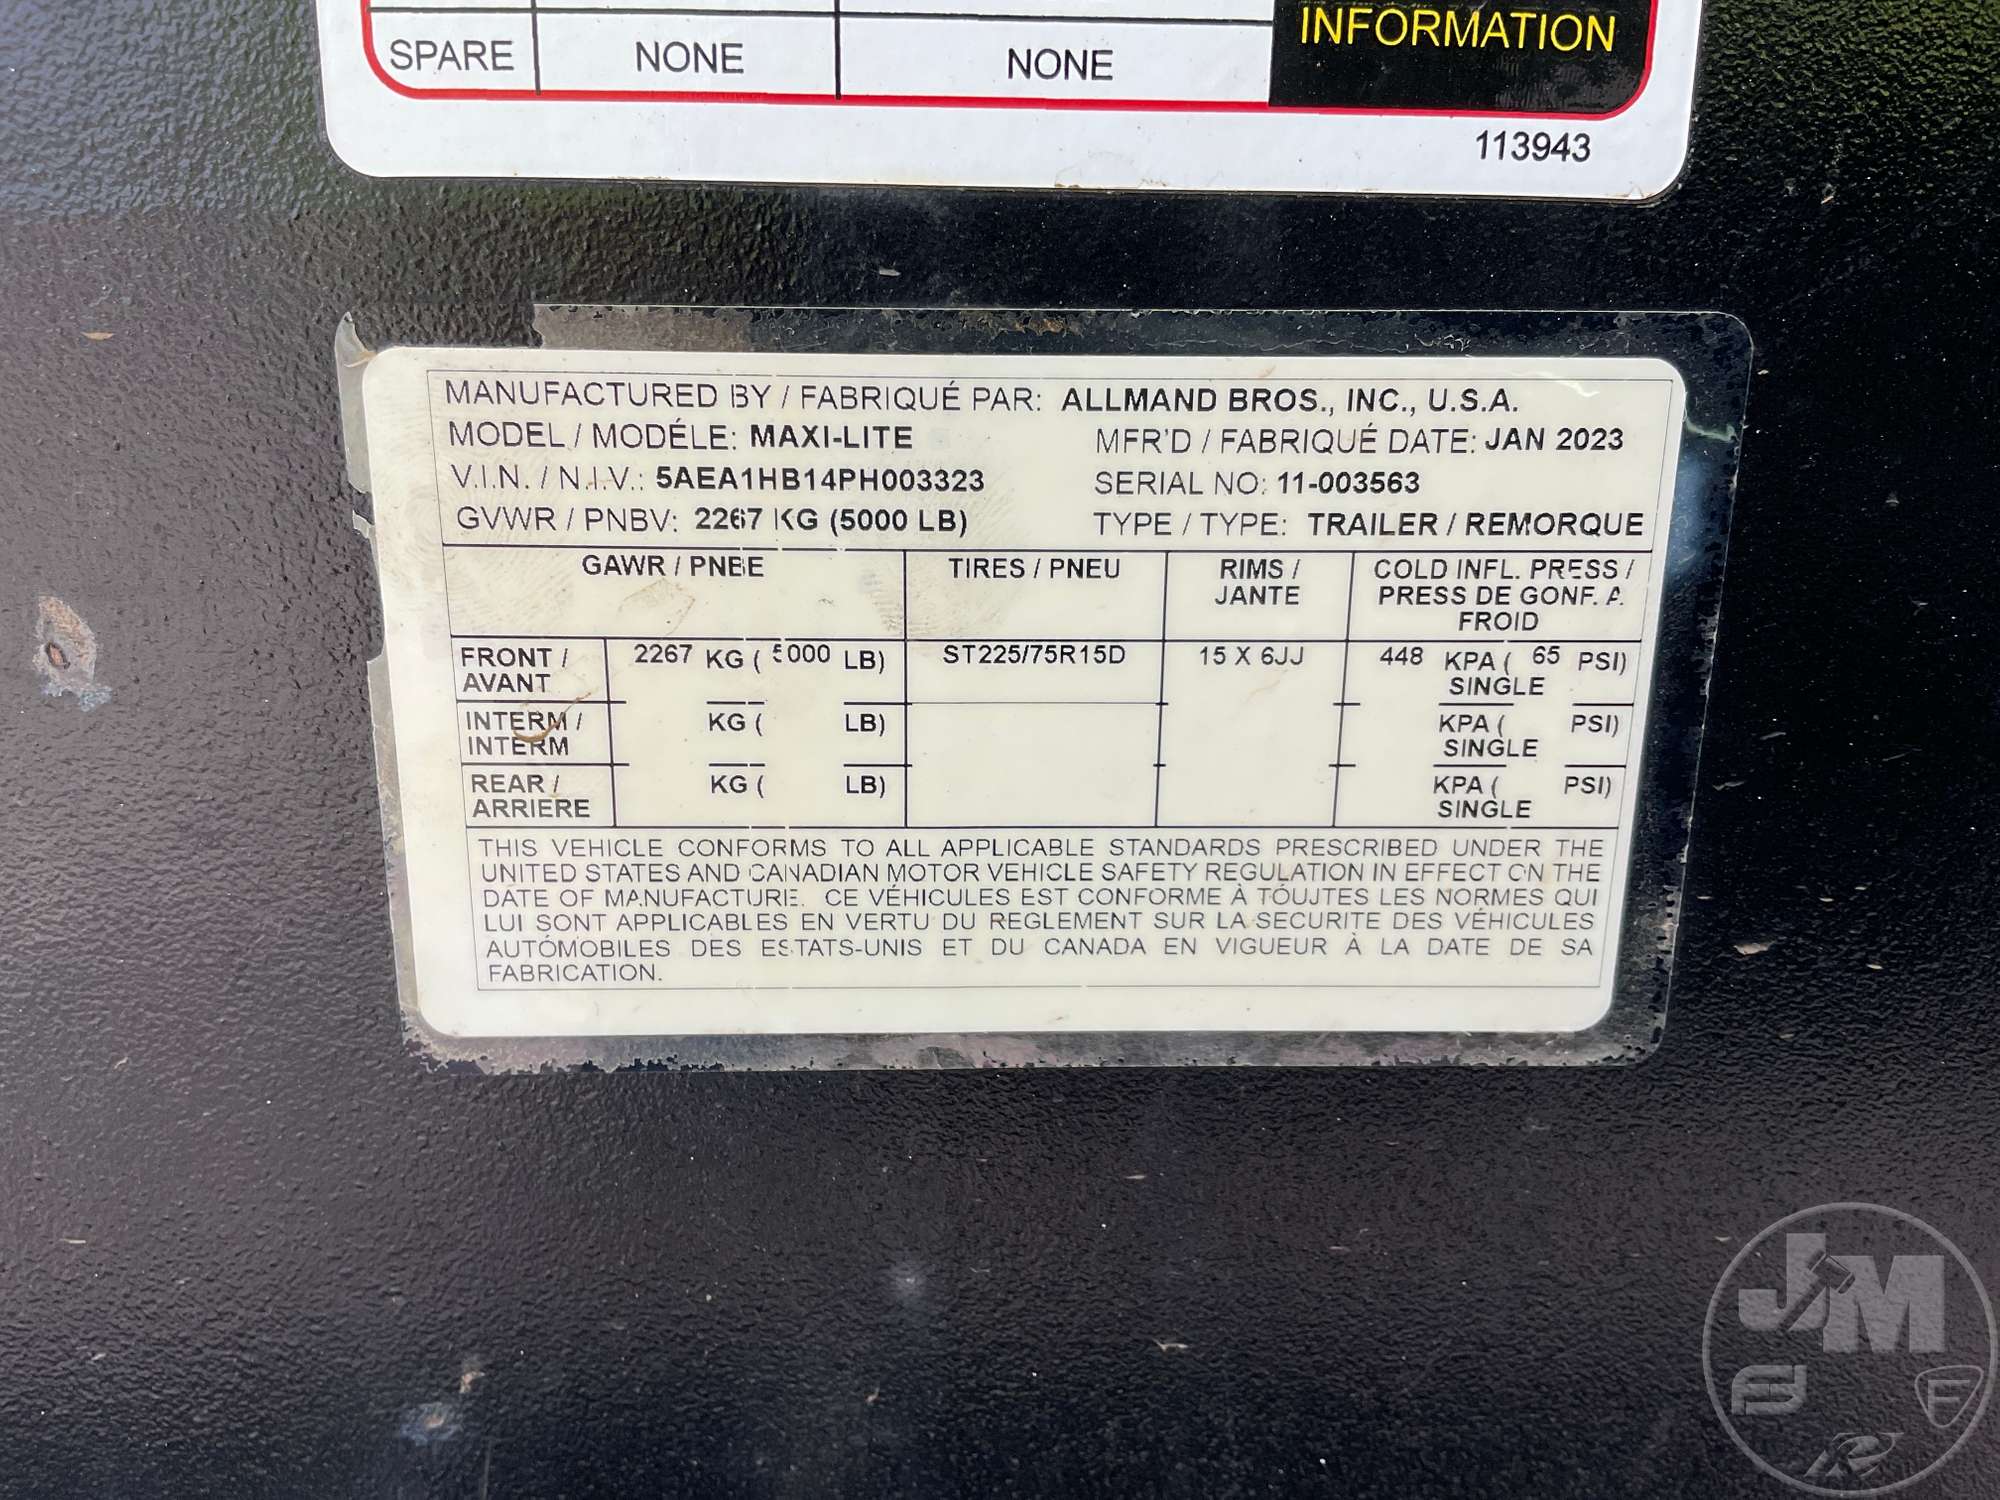 INFORMATION
SPARE NONE NONE
113943
MANUFACTURED BY / FABRIQUÉ PAR: ALLMAND BROS., INC., U.S.A.
MODEL / MODÉLE: MAXI-LITE MFR'D / FABRIQUÉ DATE: JAN 2023
V.I.N. / N.I.V.: 5AEA1HB14PH003323 SERIAL NO: 11-003563
GVWR / PNBV: 2267 KG (5000 LB) TYPE / TYPE: TRAILER / REMORQUE
GAWR / PNBE TIRES / PNEU RIMS / JANTE COLD INFL. PRESS / PRESS DE GONF. A FROID
FRONT / AVANT 2267 KG ( 5000 LB) ST225/75R15D 15 X 6JJ 448 KPA ( 65 PSI) SINGLE
INTERM / INTERM KG ( LB) KPA ( PSI) SINGLE
REAR / ARRIERE KG ( LB) KPA ( PSI) SINGLE
THIS VEHICLE CONFORMS TO ALL APPLICABLE STANDARDS PRESCRIBED UNDER THE
UNITED STATES AND CANADIAN MOTOR VEHICLE SAFETY REGULATION IN EFFECT ON THE
DATE OF MANUFACTURE. CE VÉHICULES EST CONFORME À TÓUJTES LES NORMES QUI
LUI SONT APPLICABLES EN VERTU DU REGLEMENT SUR LA SECURITE DES VÉHICULES
AUTÓMOBILES DES ESTATS-UNIS ET DU CANADA EN VIGUEUR À LA DATE DE SA
FABRICATION.
JM
F